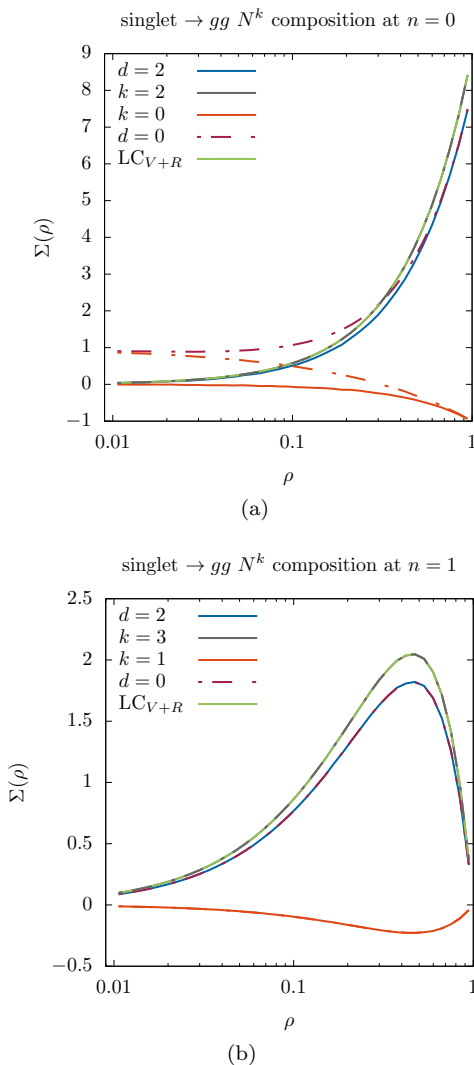 singlet → gg N^k composition at n = 0
9
8
7
6
5
4
3
2
1
0
−1
d = 2
k = 2
k = 0
d = 0
LC_{V+R}
Σ(ρ)
0.01 0.1 1
ρ
(a)
singlet → gg N^k composition at n = 1
2.5
2
1.5
1
0.5
0
−0.5
d = 2
k = 3
k = 1
d = 0
LC_{V+R}
Σ(ρ)
0.01 0.1 1
ρ
(b)